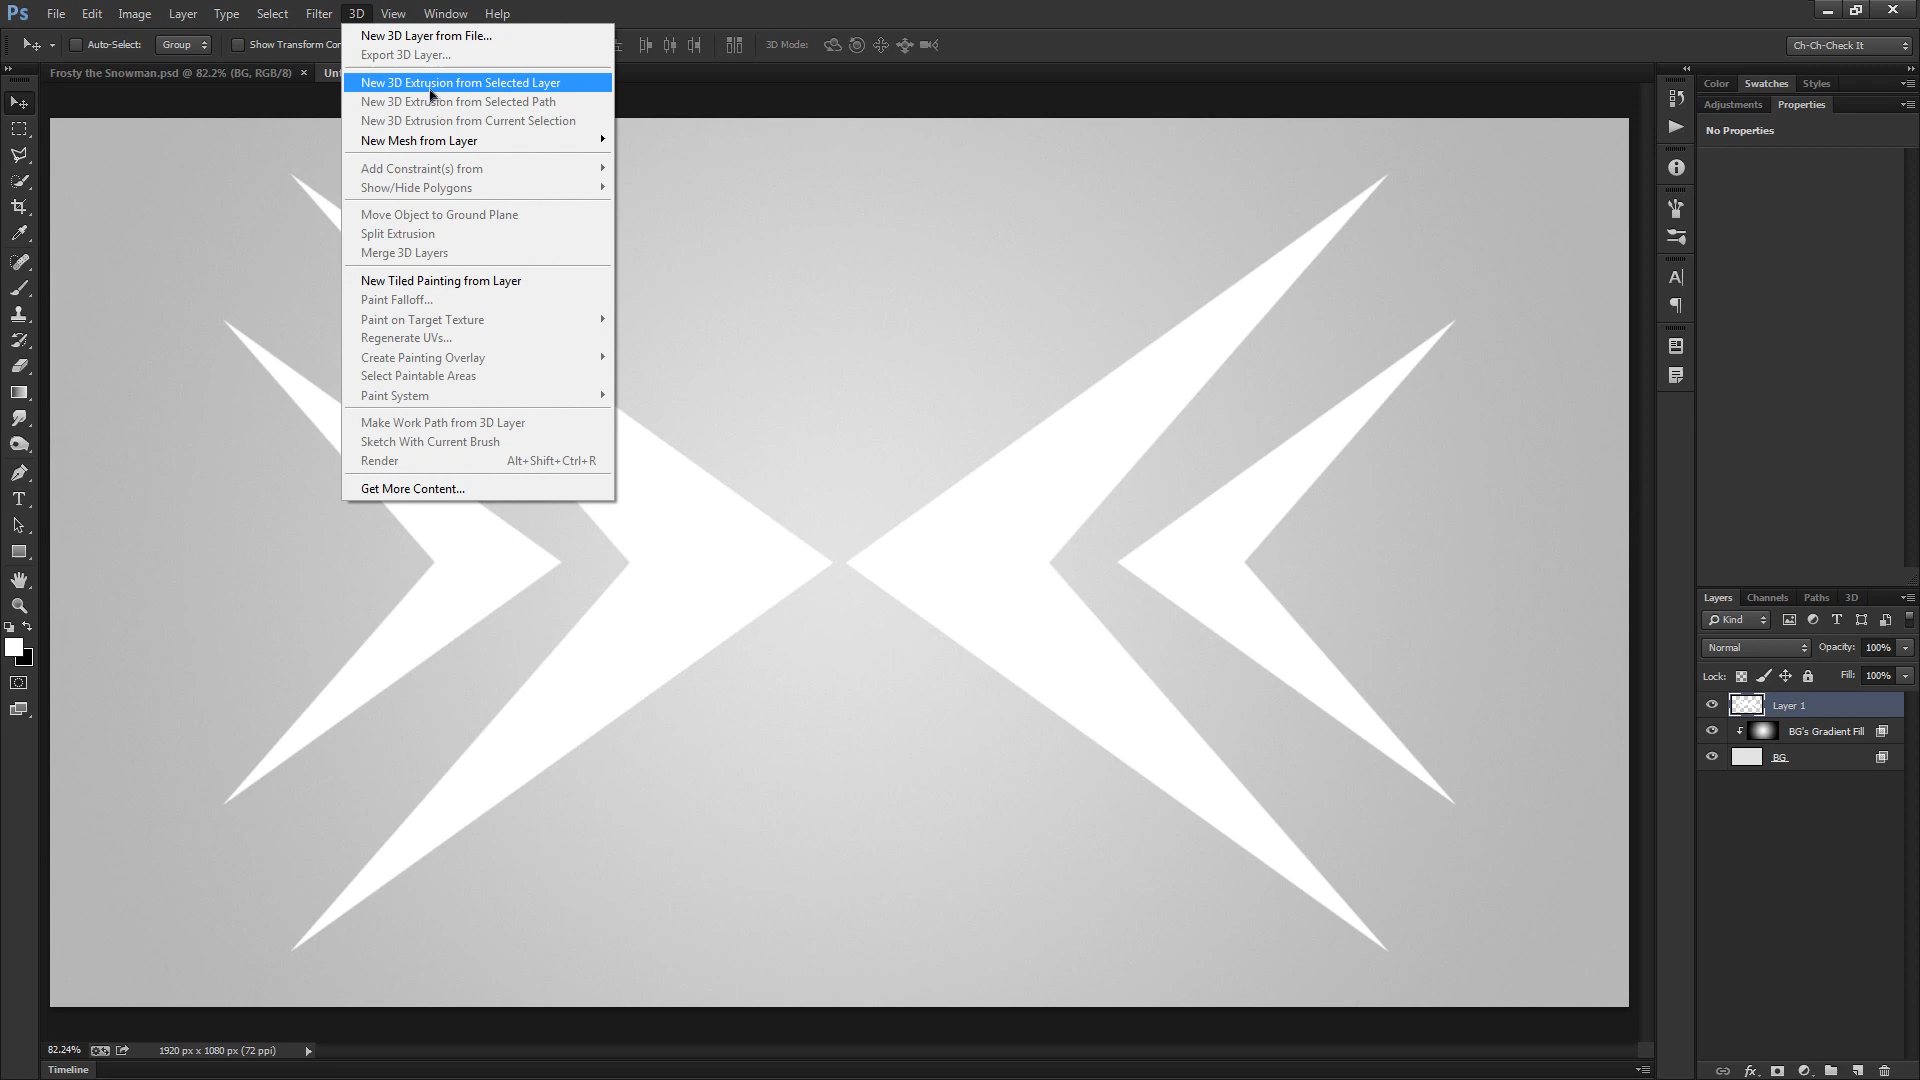 Ps File Edit Image Layer Type Select Filter 3D View Window Help
Auto-Select: Group Show Transform Con 3D Mode: Ch-Ch-Check It
Frosty the Snowman.psd @ 82.2% (BG, RGB/8) × Unt
New 3D Layer from File...
Export 3D Layer...
New 3D Extrusion from Selected Layer
New 3D Extrusion from Selected Path
New 3D Extrusion from Current Selection
New Mesh from Layer
Add Constraint(s) from
Show/Hide Polygons
Move Object to Ground Plane
Split Extrusion
Merge 3D Layers
New Tiled Painting from Layer
Paint Falloff...
Paint on Target Texture
Regenerate UVs...
Create Painting Overlay
Select Paintable Areas
Paint System
Make Work Path from 3D Layer
Sketch With Current Brush
Render Alt+Shift+Ctrl+R
Get More Content...
Color Swatches Styles
Adjustments Properties
No Properties
Layers Channels Paths 3D
Kind
Normal Opacity: 100%
Lock: Fill: 100%
Layer 1
BG's Gradient Fill
BG
82.24% 1920 px x 1080 px (72 ppi)
Timeline